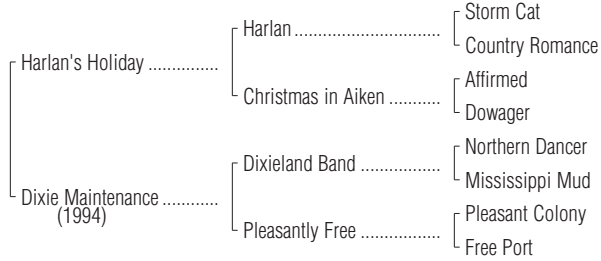 Storm Cat
Harlan ..............................
Country Romance
Harlan's Holiday ..............
Affirmed
Christmas in Aiken ...........
Dowager
Northern Dancer
Dixieland Band .................
Mississippi Mud
Dixie Maintenance ............
(1994)
Pleasant Colony
Pleasantly Free .................
Free Port